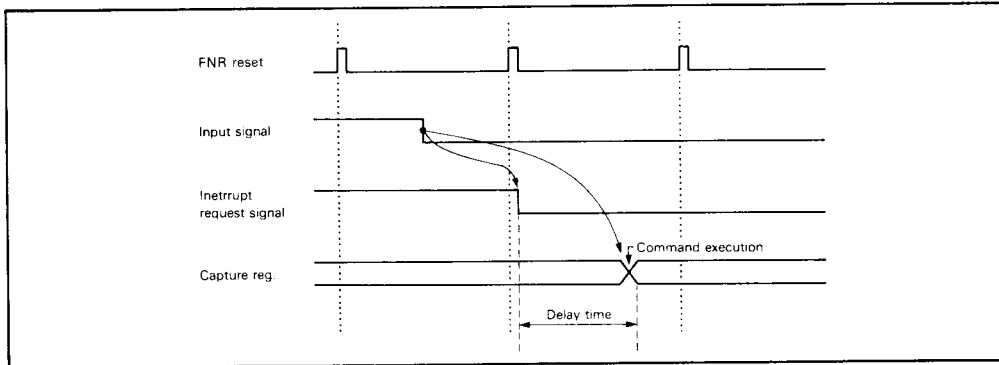 FNR reset
Input signal
Inetrrupt
request signal
Command execution
Capture reg.
Delay time